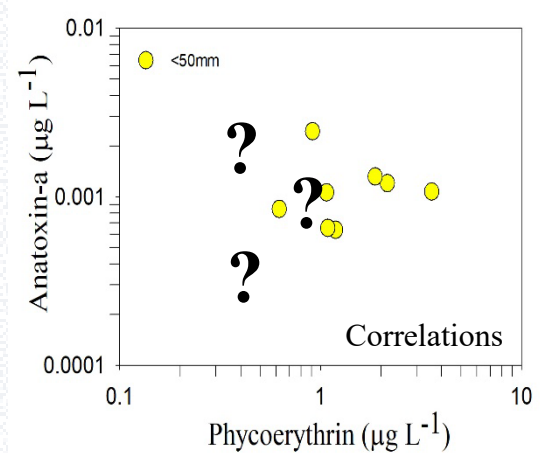 0.01
<50mm
?
Anatoxin-a (µg L⁻¹)
0.001
?
?
Correlations
0.0001
0.1
1
10
Phycoerythrin (µg L⁻¹)